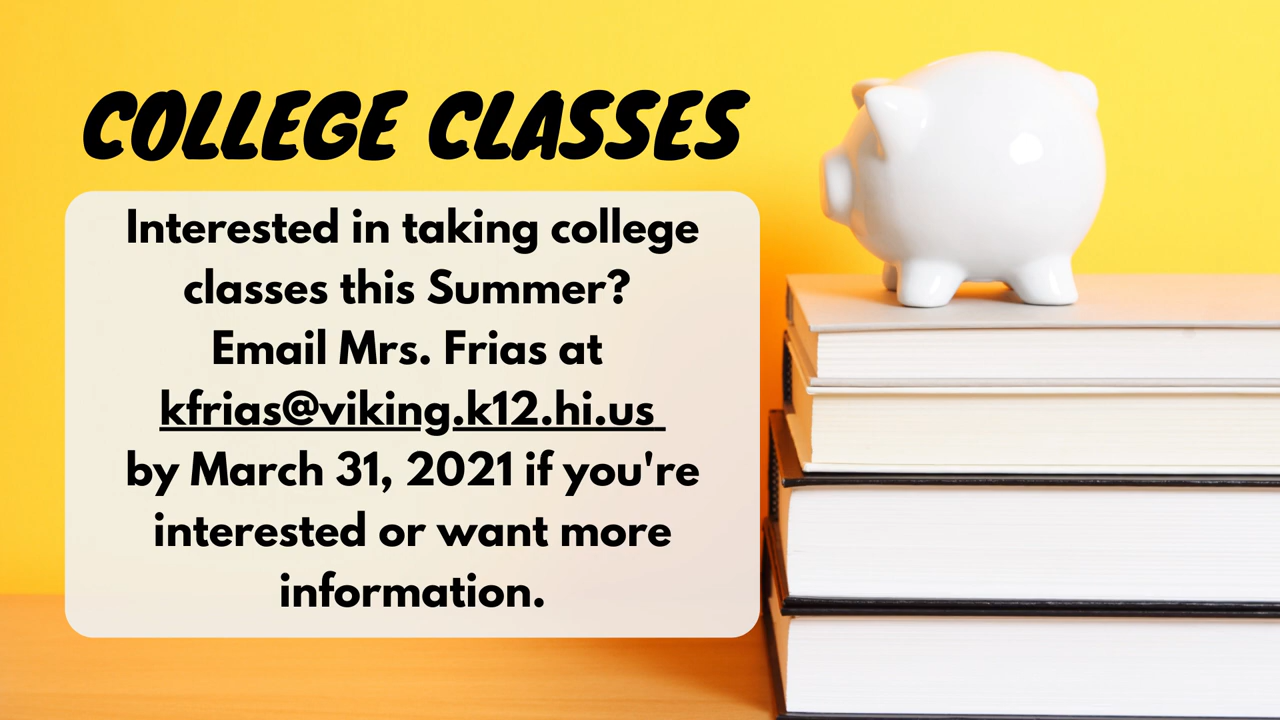 COLLEGE CLASSES
Interested in taking college
classes this Summer?
Email Mrs. Frias at
kfrias@viking.k12.hi.us
by March 31, 2021 if you're
interested or want more
information.